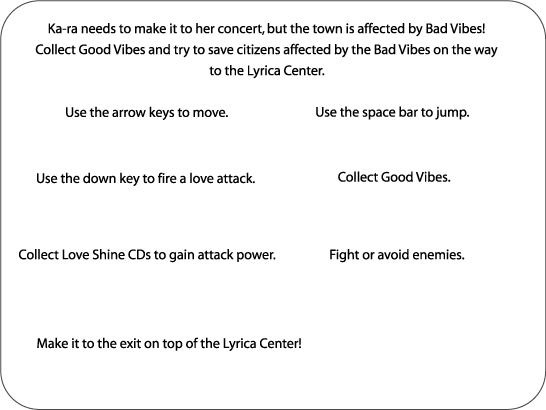 Ka-ra needs to make it to her concert, but the town is affected by Bad Vibes!
Collect Good Vibes and try to save citizens affected by the Bad Vibes on the way
to the Lyrica Center.
Use the arrow keys to move.
Use the space bar to jump.
Use the down key to fire a love attack.
Collect Good Vibes.
Collect Love Shine CDs to gain attack power.
Fight or avoid enemies.
Make it to the exit on top of the Lyrica Center!